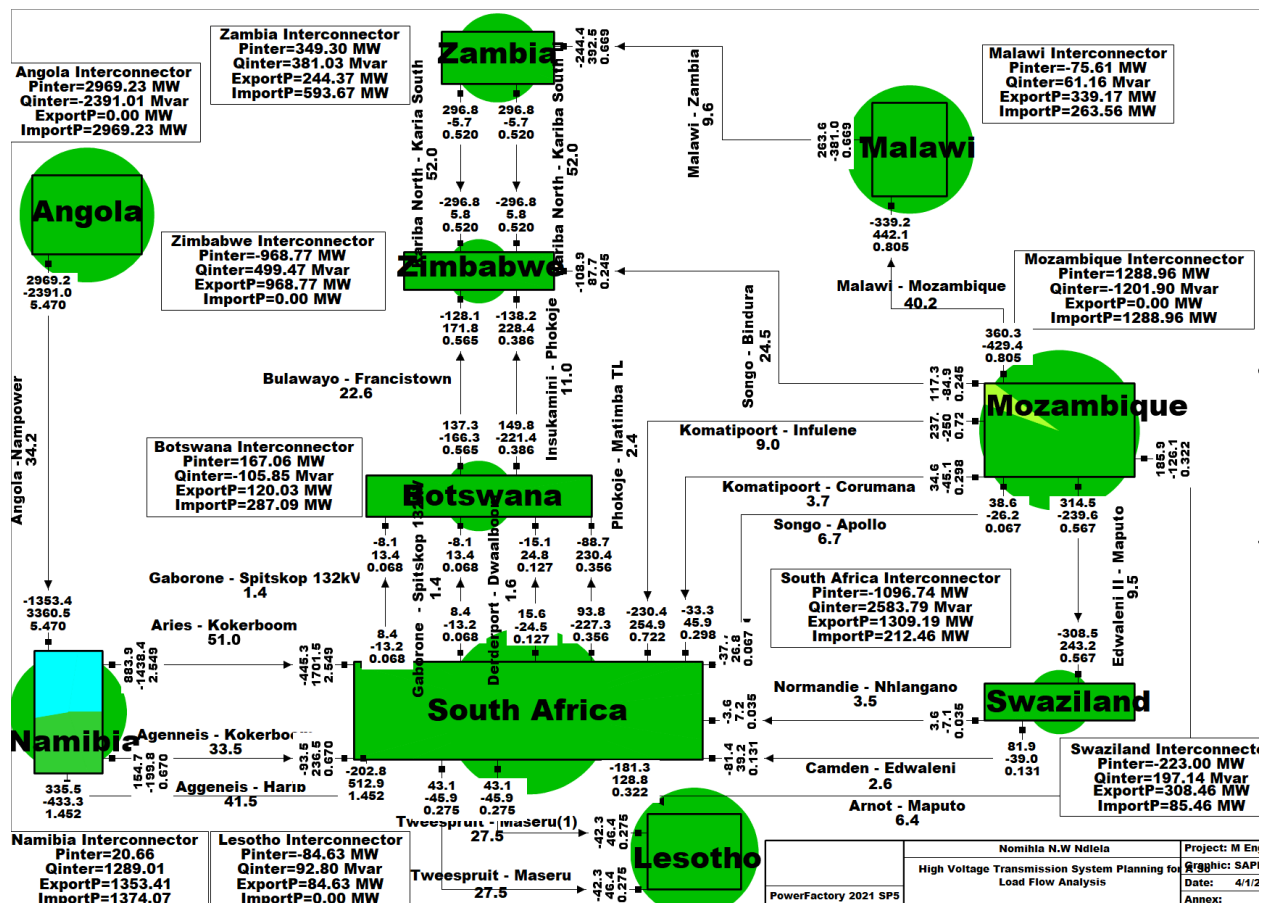 Zambia Interconnector
Pinter=349.30 MW
Qinter=381.03 Mvar
ExportP=244.37 MW
ImportP=593.67 MW
Zambia
-244.4
392.5
0.669
Malawi Interconnector
Pinter=-75.61 MW
Qinter=61.16 Mvar
ExportP=339.17 MW
ImportP=263.56 MW
Angola Interconnector
Pinter=2969.23 MW
Qinter=-2391.01 Mvar
ExportP=0.00 MW
ImportP=2969.23 MW
296.8
-5.7
0.520
296.8
-5.7
0.520
Kariba North - Karia South
52.0
Kariba North - Kariba South
52.0
Malawi - Zambia
9.6
263.6
-381.0
0.669
Malawi
Angola
-296.8
5.8
0.520
-296.8
5.8
0.520
-339.2
442.1
0.805
Zimbabwe Interconnector
Pinter=-968.77 MW
Qinter=499.47 Mvar
ExportP=968.77 MW
ImportP=0.00 MW
Zimbabwe
-108.9
87.7
0.245
Mozambique Interconnector
Pinter=1288.96 MW
Qinter=-1201.90 Mvar
ExportP=0.00 MW
ImportP=1288.96 MW
2969.2
-2391.0
5.470
Malawi - Mozambique
40.2
-128.1
171.8
0.565
-138.2
228.4
0.386
Insukamini - Phokoje
11.0
Songo - Bindura
24.5
360.3
-429.4
0.805
Bulawayo - Francistown
22.6
Phokoje - Matimba TL
2.4
117.3
-84.9
0.245
Mozambique
Angola -Nampower
34.2
137.3
-166.3
0.565
149.8
-221.4
0.386
Komatipoort - Infulene
9.0
237.
-250
0.72
Botswana Interconnector
Pinter=167.06 MW
Qinter=-105.85 Mvar
ExportP=120.03 MW
ImportP=287.09 MW
185.9
-126.1
0.322
Botswana
Komatipoort - Corumana
3.7
34.6
-45.1
0.298
38.6
-26.2
0.067
314.5
-239.6
0.567
Songo - Apollo
6.7
-8.1
13.4
0.068
-8.1
13.4
0.068
-15.1
24.8
0.127
-88.7
230.4
0.356
Gaborone - Spitskop 132kV
1.4
Gaborone - Spitskop 132kV
1.4
Derderport - Dwaalboom
1.6
Edwaleni II - Maputo
9.5
South Africa Interconnector
Pinter=-1096.74 MW
Qinter=2583.79 Mvar
ExportP=1309.19 MW
ImportP=212.46 MW
-1353.4
3360.5
5.470
Aries - Kokerboom
51.0
8.4
-13.2
0.068
8.4
-13.2
0.068
15.6
-24.5
0.127
93.8
-227.3
0.356
-230.4
254.9
0.722
-33.3
45.9
0.298
26.8
0.067
-308.5
243.2
0.567
883.9
-1438.4
2.549
-445.3
1701.5
2.549
South Africa
Normandie - Nhlangano
3.5
-3.6
7.2
0.035
3.6
-7.1
0.035
Swaziland
Namibia
Agenneis - Kokerboo
33.5
154.7
-199.8
0.670
-93.5
236.5
0.670
-81.4
39.2
0.131
81.9
-39.0
0.131
Camden - Edwaleni
2.6
Swaziland Interconnecto
Pinter=-223.00 MW
Qinter=197.14 Mvar
ExportP=308.46 MW
ImportP=85.46 MW
335.5
-433.3
1.452
Aggeneis - Harib
41.5
-202.8
512.9
1.452
43.1
-45.9
0.275
43.1
-45.9
0.275
-181.3
128.8
0.322
Arnot - Maputo
6.4
Tweespruit - Maseru(1)
27.5
-42.3
46.4
0.275
Lesotho
Tweespruit - Maseru
27.5
-42.3
46.4
0.275
Namibia Interconnector
Pinter=20.66
Qinter=1289.01
ExportP=1353.41
ImportP=1374.07
Lesotho Interconnector
Pinter=-84.63 MW
Qinter=92.80 Mvar
ExportP=84.63 MW
ImportP=0.00 MW
PowerFactory 2021 SP5
Nomihla N.W Ndlela
High Voltage Transmission System Planning for A So
Load Flow Analysis
Project: M Eng
Graphic: SAPI
Date: 4/1/2
Annex: